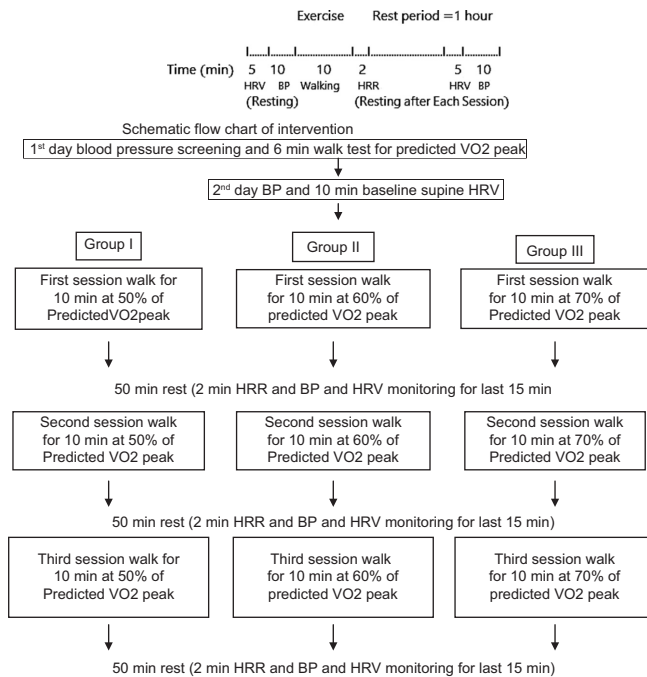 Exercise Rest period =1 hour
Time (min) 5 10 10 2 5 10
HRV BP Walking HRR HRV BP
(Resting) (Resting after Each Session)
Schematic flow chart of intervention
1st day blood pressure screening and 6 min walk test for predicted VO2 peak
2nd day BP and 10 min baseline supine HRV
Group I
Group II
Group III
First session walk for
10 min at 50% of
PredictedVO2peak
First session walk
for 10 min at 60% of
predicted VO2 peak
First session walk
for 10 min at 70% of
predicted VO2 peak
50 min rest (2 min HRR and BP and HRV monitoring for last 15 min
Second session walk
for 10 min at 50% of
Predicted VO2 peak
Second session walk
for 10 min at 60% of
Predicted VO2 peak
Second session walk
for 10 min at 70% of
Predicted VO2 peak
50 min rest (2 min HRR and BP and HRV monitoring for last 15 min)
Third session walk for
10 min at 50% of
Predicted VO2 peak
Third session walk
for 10 min at 60% of
predicted VO2 peak
Third session walk
for 10 min at 70% of
predicted VO2 peak
50 min rest (2 min HRR and BP and HRV monitoring for last 15 min)